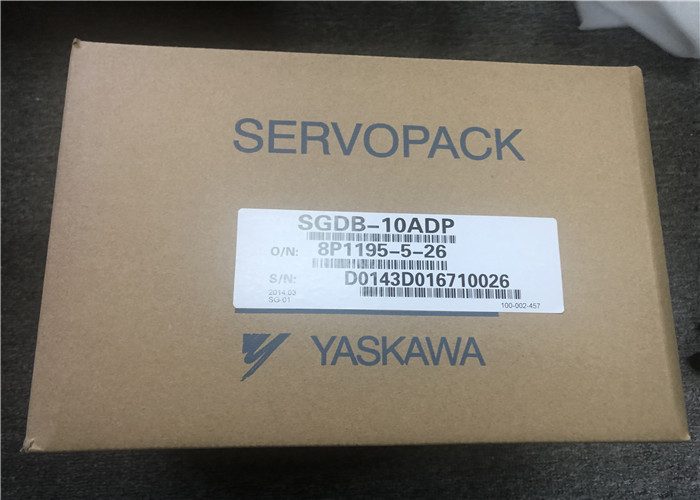 SERVOPACK
SGDB-10ADP
O/N: 8P1195-5-26
S/N: D0143D016710026
2014.03
SG-01
100-002-457
YASKAWA